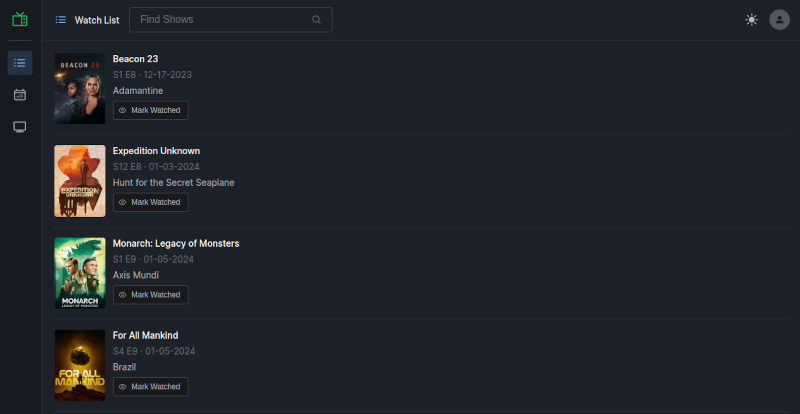 Watch List
Find Shows
BEACON 23
Beacon 23
S1 E8 · 12-17-2023
Adamantine
Mark Watched
EXPEDITION
UNKNOWN
Expedition Unknown
S12 E8 · 01-03-2024
Hunt for the Secret Seaplane
Mark Watched
MONARCH
LEGACY OF MONSTERS
Monarch: Legacy of Monsters
S1 E9 · 01-05-2024
Axis Mundi
Mark Watched
FOR ALL
MANKIND
For All Mankind
S4 E9 · 01-05-2024
Brazil
Mark Watched